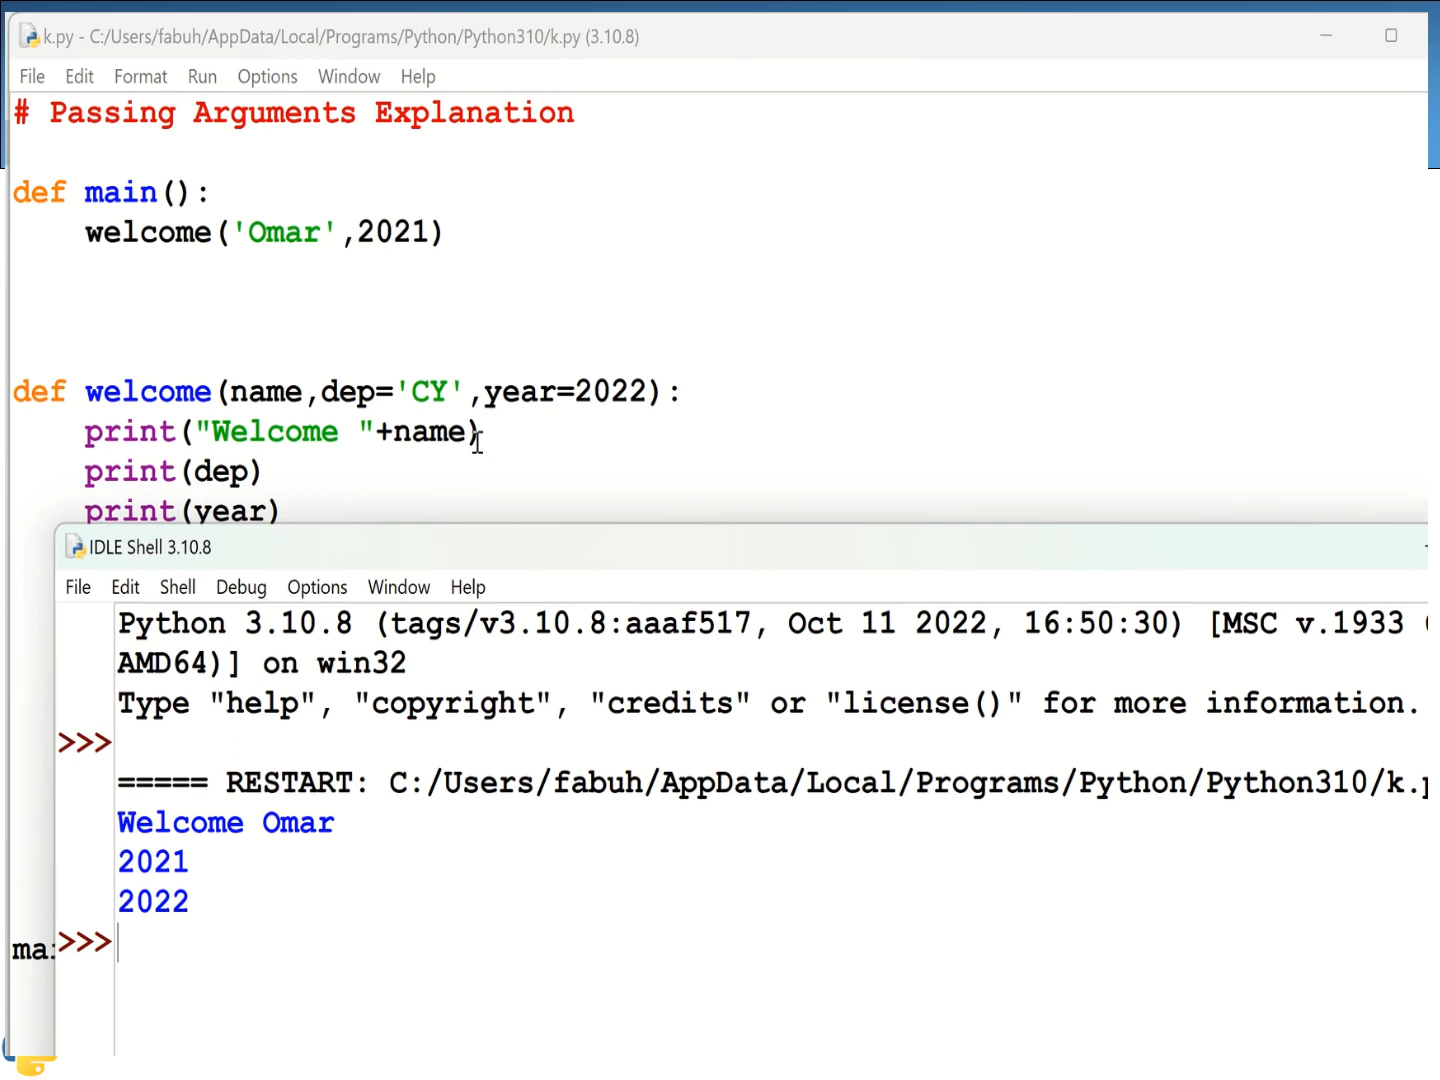 k.py - C:/Users/fabuh/AppData/Local/Programs/Python/Python310/k.py (3.10.8)
File Edit Format Run Options Window Help
# Passing Arguments Explanation
def main():
    welcome('Omar',2021)
def welcome(name,dep='CY',year=2022):
    print("Welcome "+name)
    print(dep)
    print(year)
IDLE Shell 3.10.8
File Edit Shell Debug Options Window Help
Python 3.10.8 (tags/v3.10.8:aaaf517, Oct 11 2022, 16:50:30) [MSC v.1933
AMD64)] on win32
Type "help", "copyright", "credits" or "license()" for more information.
>>>
===== RESTART: C:/Users/fabuh/AppData/Local/Programs/Python/Python310/k.p
Welcome Omar
2021
2022
>>>